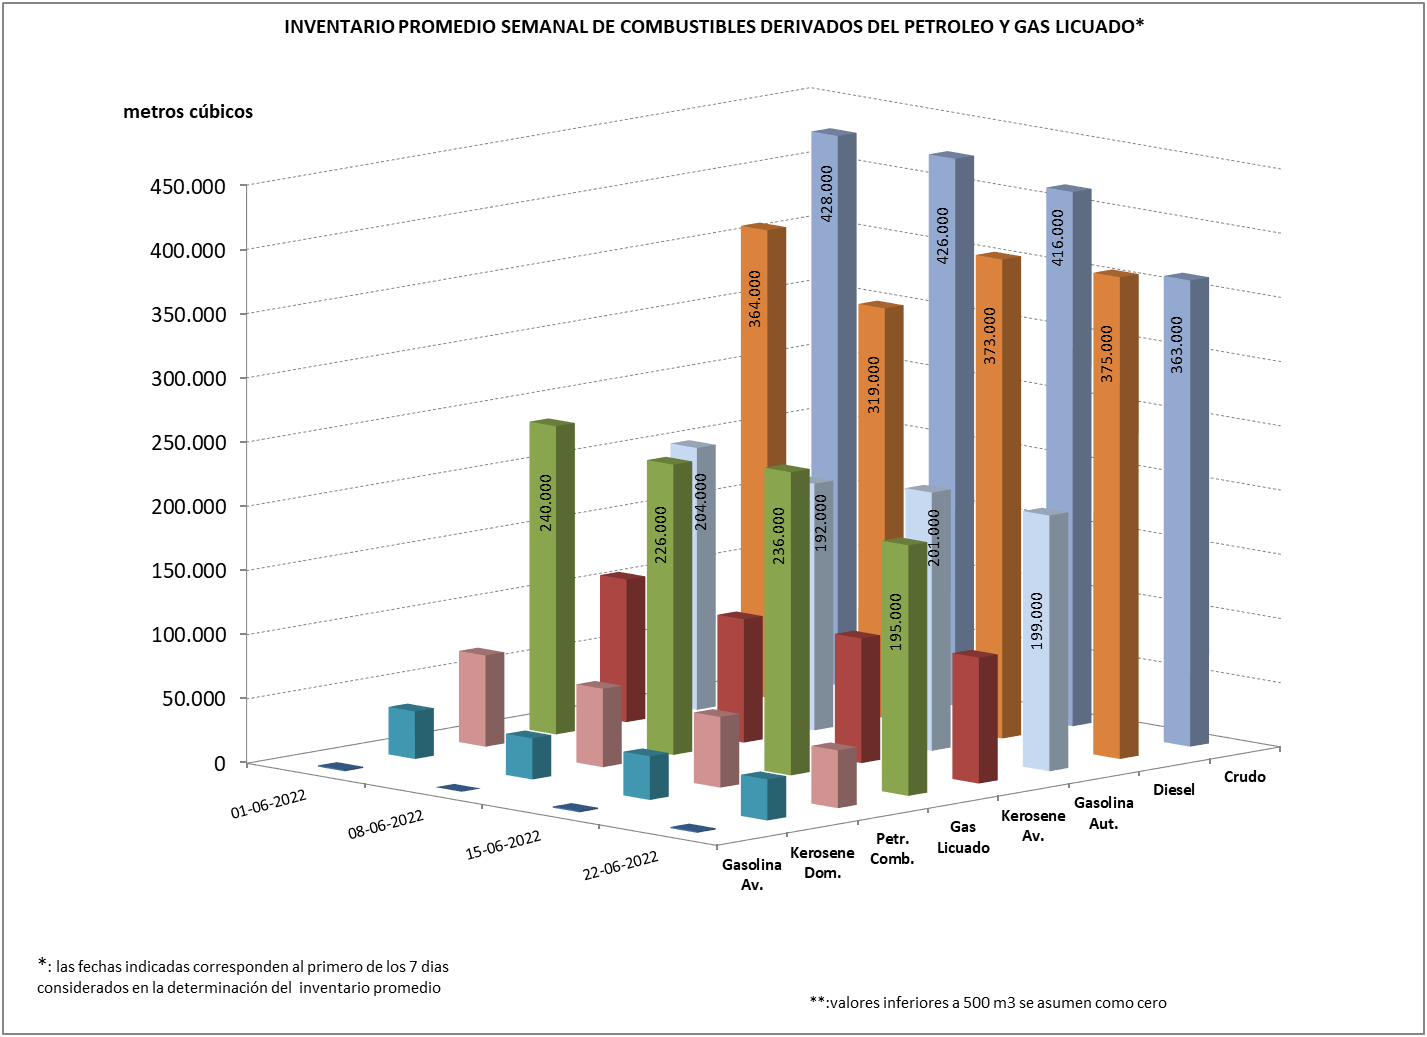 INVENTARIO PROMEDIO SEMANAL DE COMBUSTIBLES DERIVADOS DEL PETROLEO Y GAS LICUADO*
metros cúbicos
450.000
400.000
350.000
300.000
250.000
200.000
150.000
100.000
50.000
0
428.000
426.000
416.000
363.000
364.000
319.000
373.000
375.000
204.000
192.000
201.000
199.000
240.000
226.000
236.000
195.000
01-06-2022
08-06-2022
15-06-2022
22-06-2022
Gasolina
Av.
Kerosene
Dom.
Petr.
Comb.
Gas
Licuado
Kerosene
Av.
Gasolina
Aut.
Diesel
Crudo
*: las fechas indicadas corresponden al primero de los 7 dias
considerados en la determinación del inventario promedio
**:valores inferiores a 500 m3 se asumen como cero